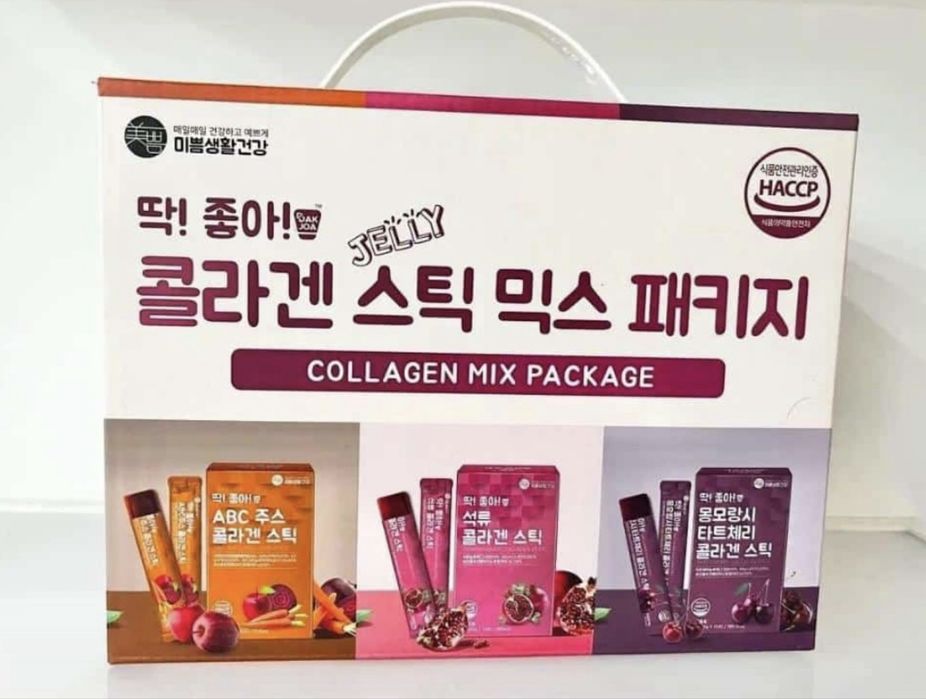 美쁨
매일매일 건강하고 예쁘게
미쁨생활건강
식품안전관리인증
HACCP
식품의약품안전처
딱! 좋아!
DAK
JOA
™
JELLY
콜라겐 스틱 믹스 패키지
COLLAGEN MIX PACKAGE
딱! 좋아!
ABC 주스
콜라겐 스틱
딱! 좋아!
석류
콜라겐 스틱
딱! 좋아!
몽모랑시
타트체리
콜라겐 스틱